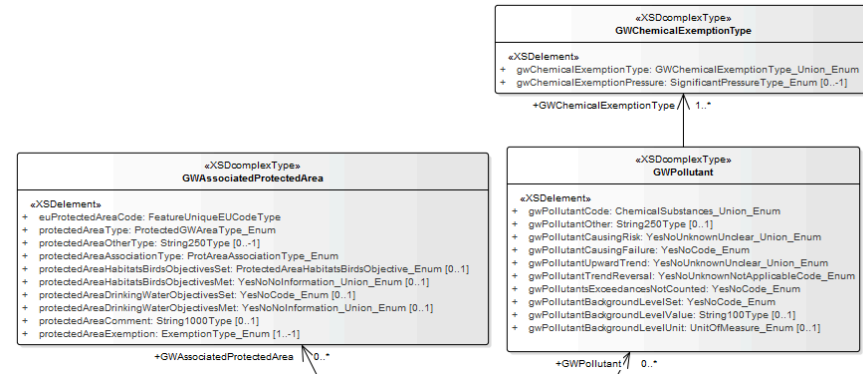 «XSDcomplexType»
GWChemicalExemptionType
«XSDelement»
+ gwChemicalExemptionType: GWChemicalExemptionType_Union_Enum
+ gwChemicalExemptionPressure: SignificantPressureType_Enum [0..-1]
+GWChemicalExemptionType 1..*
«XSDcomplexType»
GWAssociatedProtectedArea
«XSDelement»
+ euProtectedAreaCode: FeatureUniqueEUCodeType
+ protectedAreaType: ProtectedGWAreaType_Enum
+ protectedAreaOtherType: String250Type [0..-1]
+ protectedAreaAssociationType: ProtAreaAssociationType_Enum
+ protectedAreaHabitatsBirdsObjectivesSet: ProtectedAreaHabitatsBirdsObjective_Enum [0..1]
+ protectedAreaHabitatsBirdsObjectivesMet: YesNoNoInformation_Union_Enum [0..1]
+ protectedAreaDrinkingWaterObjectivesSet: YesNoCode_Enum [0..1]
+ protectedAreaDrinkingWaterObjectivesMet: YesNoNoInformation_Union_Enum [0..1]
+ protectedAreaComment: String1000Type [0..1]
+ protectedAreaExemption: ExemptionType_Enum [1..-1]
+GWAssociatedProtectedArea 0..*
«XSDcomplexType»
GWPollutant
«XSDelement»
+ gwPollutantCode: ChemicalSubstances_Union_Enum
+ gwPollutantOther: String250Type [0..1]
+ gwPollutantCausingRisk: YesNoUnknownUnclear_Union_Enum
+ gwPollutantCausingFailure: YesNoCode_Enum
+ gwPollutantUpwardTrend: YesNoUnknownUnclear_Union_Enum
+ gwPollutantTrendReversal: YesNoUnknownNotApplicableCode_Enum
+ gwPollutantsExceedancesNotCounted: YesNoCode_Enum
+ gwPollutantBackgroundLevelSet: YesNoCode_Enum
+ gwPollutantBackgroundLevelValue: String100Type [0..1]
+ gwPollutantBackgroundLevelUnit: UnitOfMeasure_Enum [0..1]
+GWPollutant 0..*